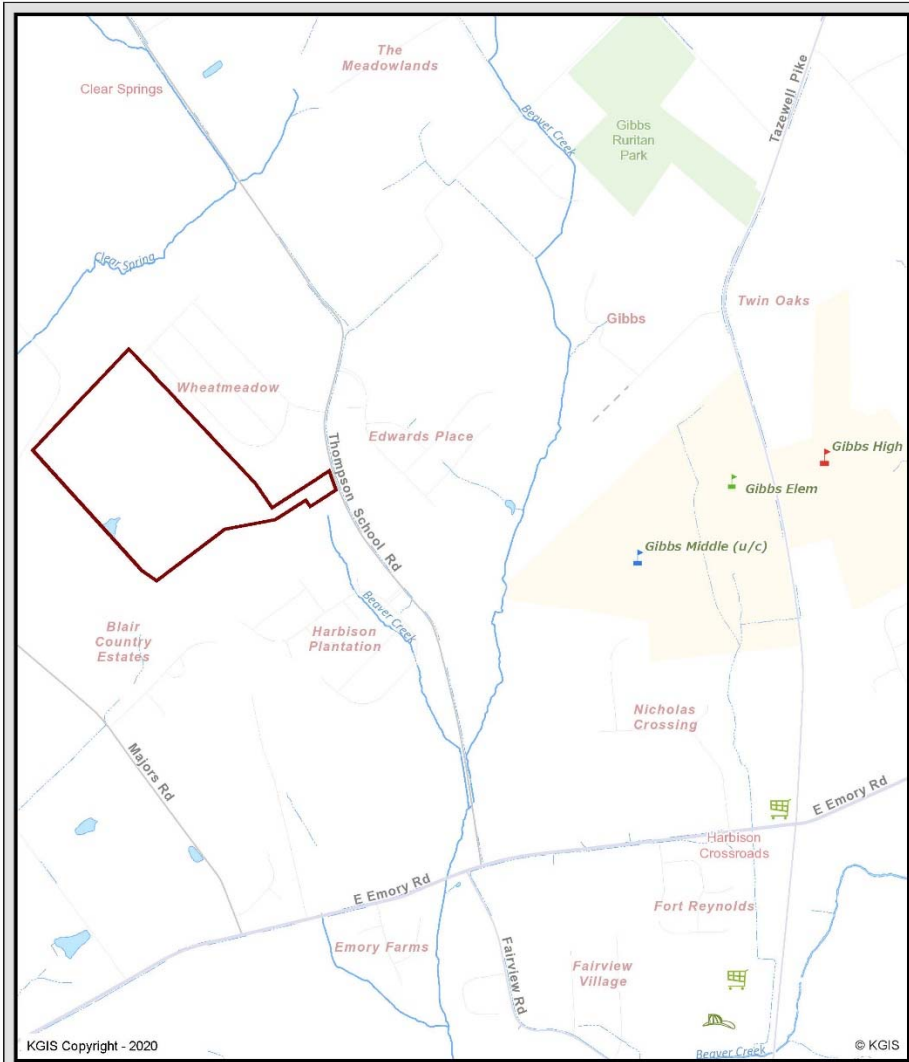 The
Meadowlands
Clear Springs
Beaver Creek
Tazewell Pike
Gibbs
Ruritan
Park
Clear Spring
Twin Oaks
Gibbs
Wheatmeadow
Edwards Place
Thompson School Rd
Gibbs High
Gibbs Elem
Gibbs Middle (u/c)
Beaver Creek
Blair
Country
Estates
Harbison
Plantation
Nicholas
Crossing
Majors Rd
E Emory Rd
Harbison
Crossroads
E Emory Rd
Fort Reynolds
Emory Farms
Fairview Rd
Fairview
Village
KGIS Copyright - 2020
Beaver Creek
© KGIS